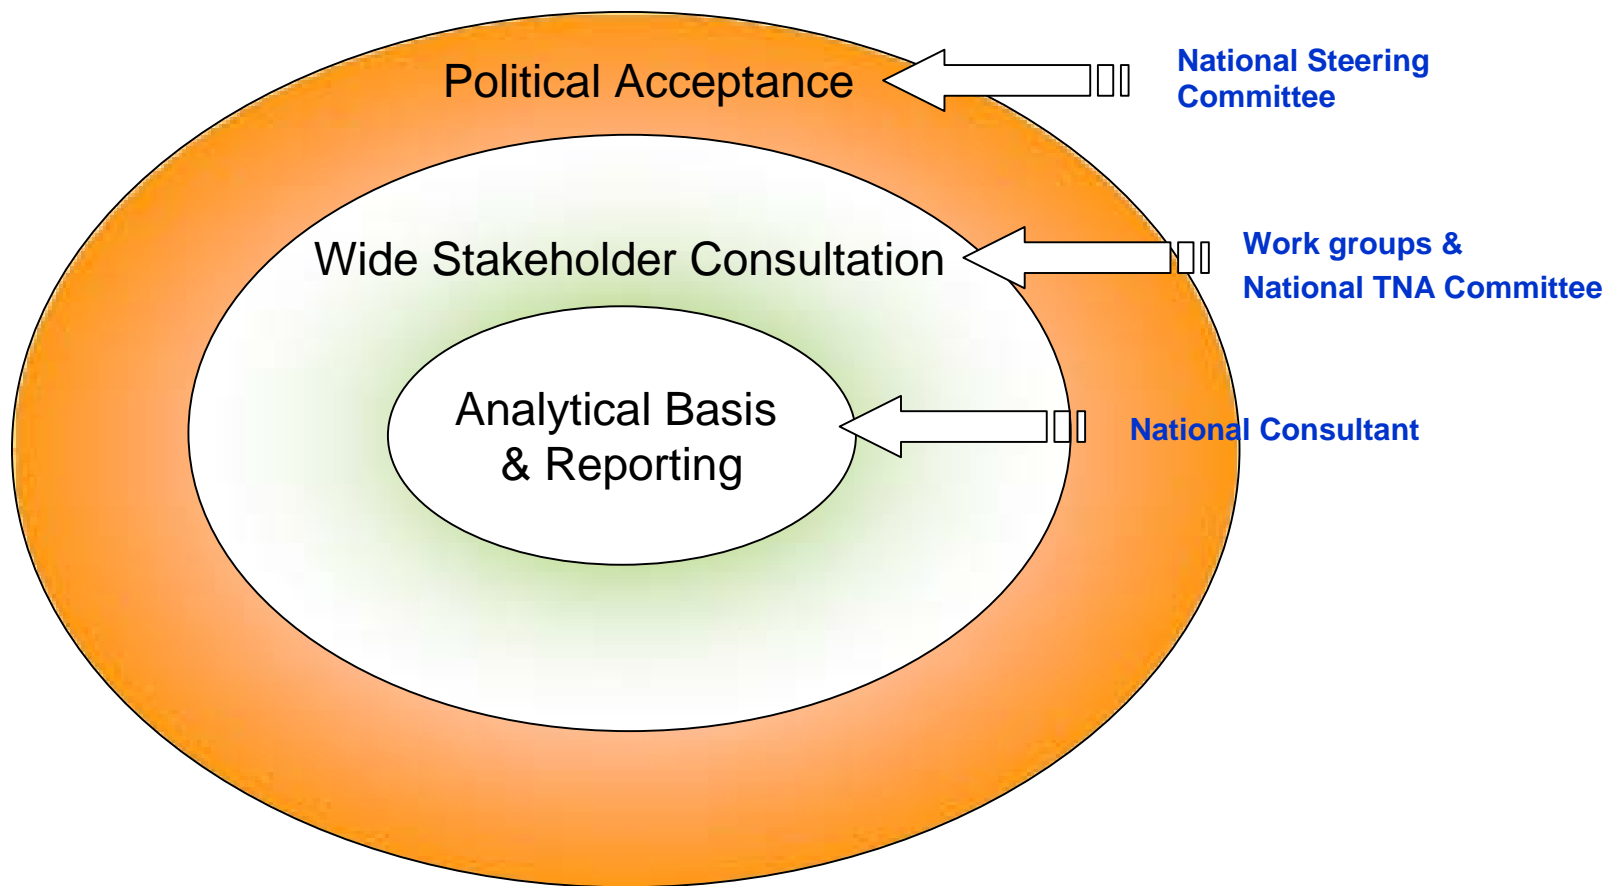 Political Acceptance
National Steering
Committee
Wide Stakeholder Consultation
Work groups &
National TNA Committee
Analytical Basis
& Reporting
National Consultant